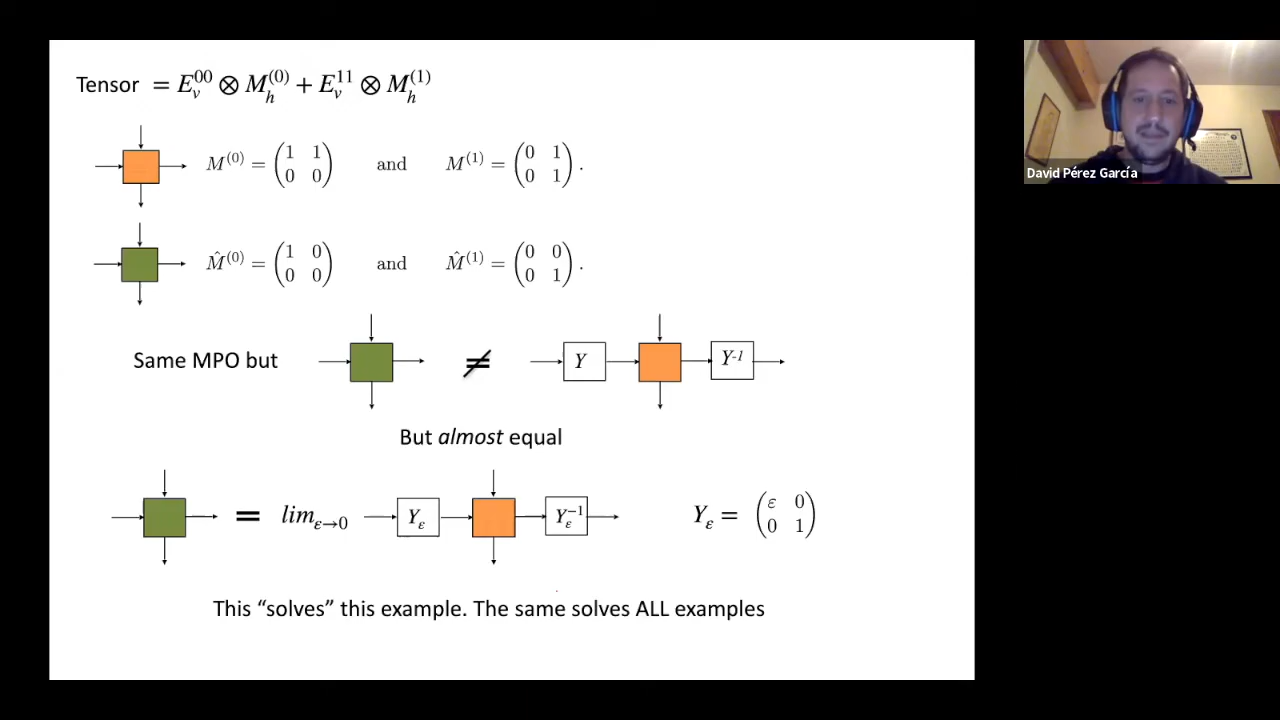 Tensor = E_v^{00} ⊗ M_h^{(0)} + E_v^{11} ⊗ M_h^{(1)}
M^{(0)} = (1 1; 0 0) and M^{(1)} = (0 1; 0 1).
M̂^{(0)} = (1 0; 0 0) and M̂^{(1)} = (0 0; 0 1).
Same MPO but ≠ Y Y^{-1}
But almost equal
= lim_{ε→0} Y_ε Y_ε^{-1} Y_ε = (ε 0; 0 1)
This “solves” this example. The same solves ALL examples
David Pérez García